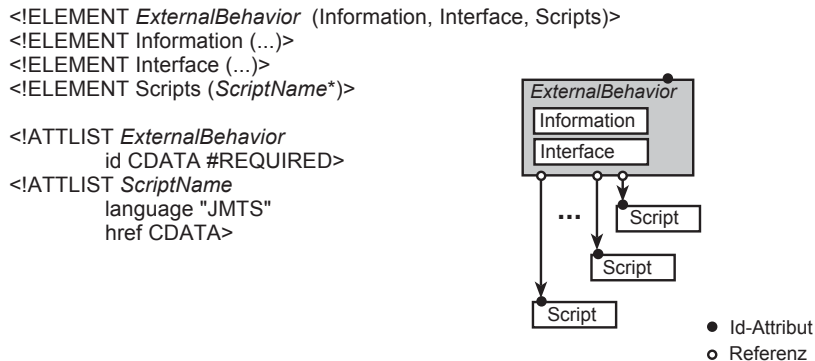 <!ELEMENT ExternalBehavior (Information, Interface, Scripts)>
<!ELEMENT Information (...)>
<!ELEMENT Interface (...)>
<!ELEMENT Scripts (ScriptName*)>
<!ATTLIST ExternalBehavior
id CDATA #REQUIRED>
<!ATTLIST ScriptName
language "JMTS"
href CDATA>
ExternalBehavior
Information
Interface
...
Script
Script
Script
Id-Attribut
Referenz